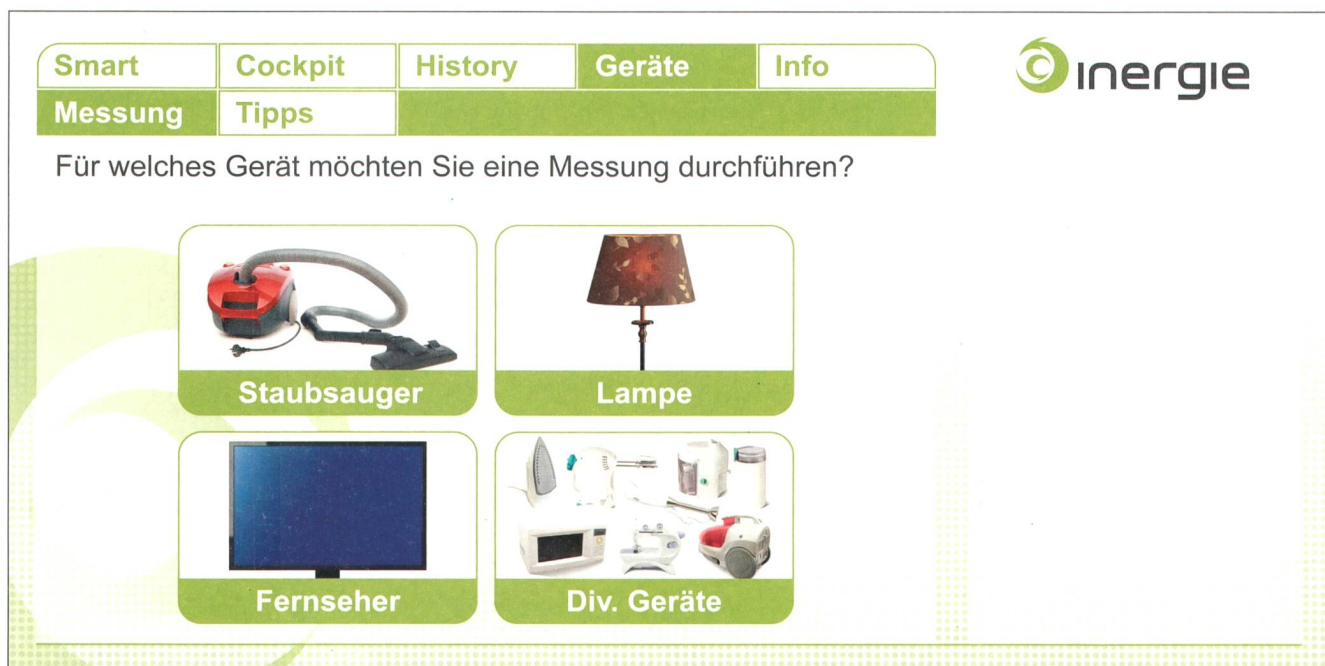 Smart Cockpit History Geräte Info
inergie
Messung Tipps
Für welches Gerät möchten Sie eine Messung durchführen?
Staubsauger Lampe
Fernseher Div. Geräte